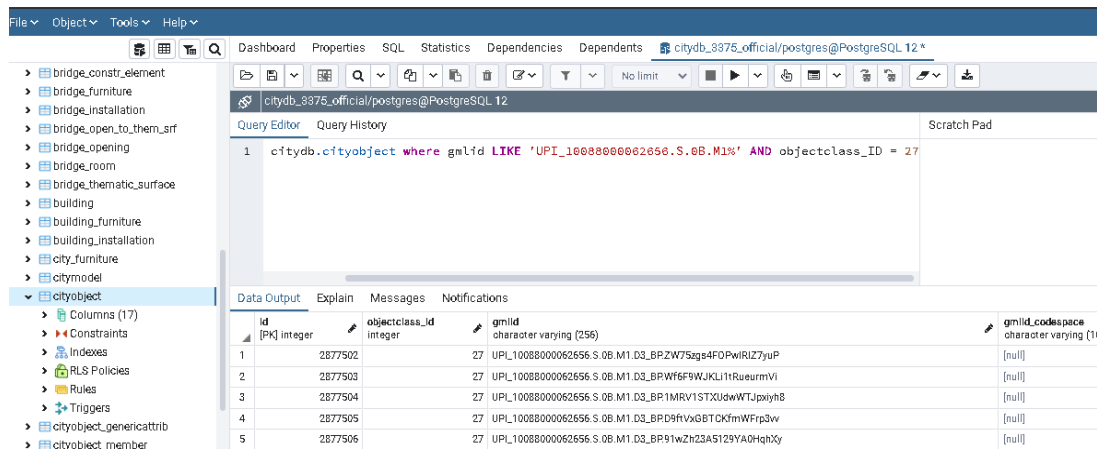 File Object Tools Help
Dashboard Properties SQL Statistics Dependencies Dependents citydb_3375_official/postgres@PostgreSQL 12 *
No limit
citydb_3375_official/postgres@PostgreSQL 12
Query Editor Query History
Scratch Pad
1 citydb.cityobject where gmlid LIKE 'UPI_10088000062656.S.0B.M1%' AND objectclass_ID = 27
bridge_constr_element
bridge_furniture
bridge_installation
bridge_open_to_them_srf
bridge_opening
bridge_room
bridge_thematic_surface
building
building_furniture
building_installation
city_furniture
citymodel
cityobject
Columns (17)
Constraints
Indexes
RLS Policies
Rules
Triggers
cityobject_genericattrib
cityobject_member
Data Output Explain Messages Notifications
id objectclass_id gmlid gmlid_codespace
[PK] integer integer character varying (256) character varying (1
1 2877502 27 UPI_10088000062656.S.0B.M1.D3_BP.ZW75zgs4FOPwIRIZ7yuP [null]
2 2877503 27 UPI_10088000062656.S.0B.M1.D3_BP.Wf6F9WJKLi1tRueurmVi [null]
3 2877504 27 UPI_10088000062656.S.0B.M1.D3_BP.1MRV1STXUdwWTJpxiyh8 [null]
4 2877505 27 UPI_10088000062656.S.0B.M1.D3_BP.D9ftVxGBTCKfmWFrp3vv [null]
5 2877506 27 UPI_10088000062656.S.0B.M1.D3_BP.91wZh23A5129YA0HqhXy [null]